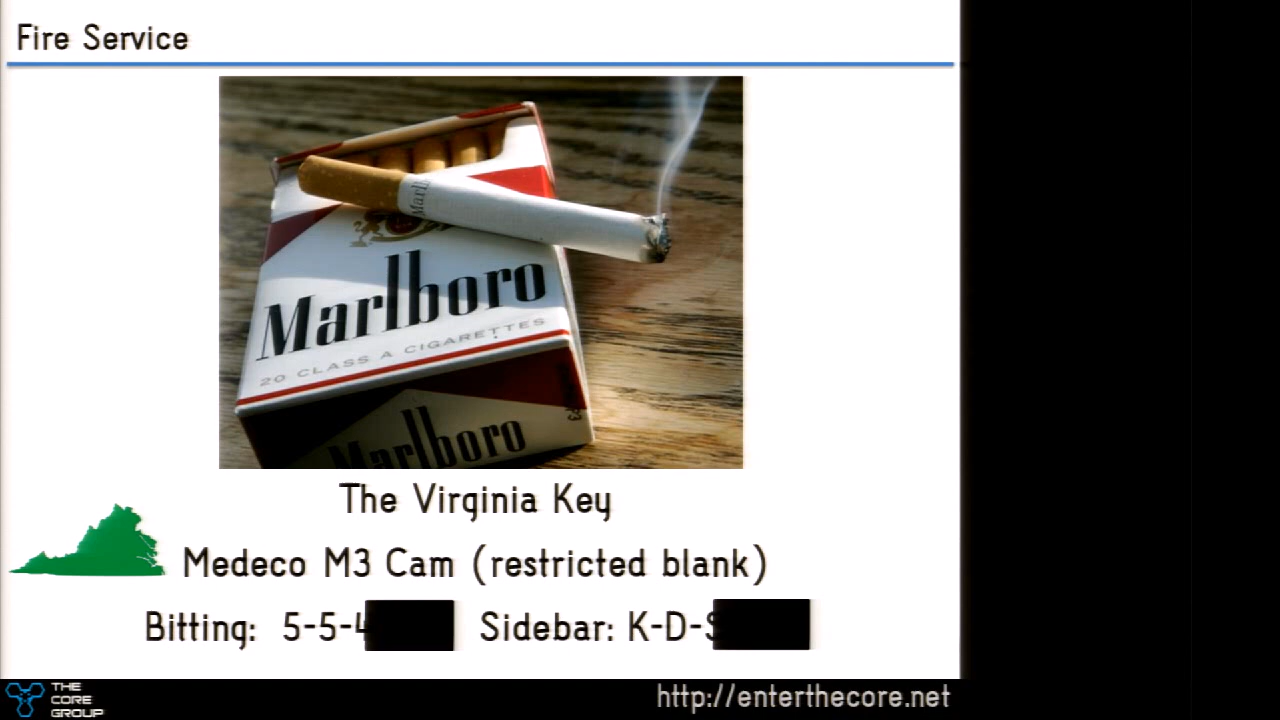 Fire Service
Marl
Marlboro
20 CLASS A CIGARETTES
Marlboro
The Virginia Key
Medeco M3 Cam (restricted blank)
Bitting: 5-5-4
Sidebar: K-D-S
THE
CORE
GROUP
http://enterthecore.net